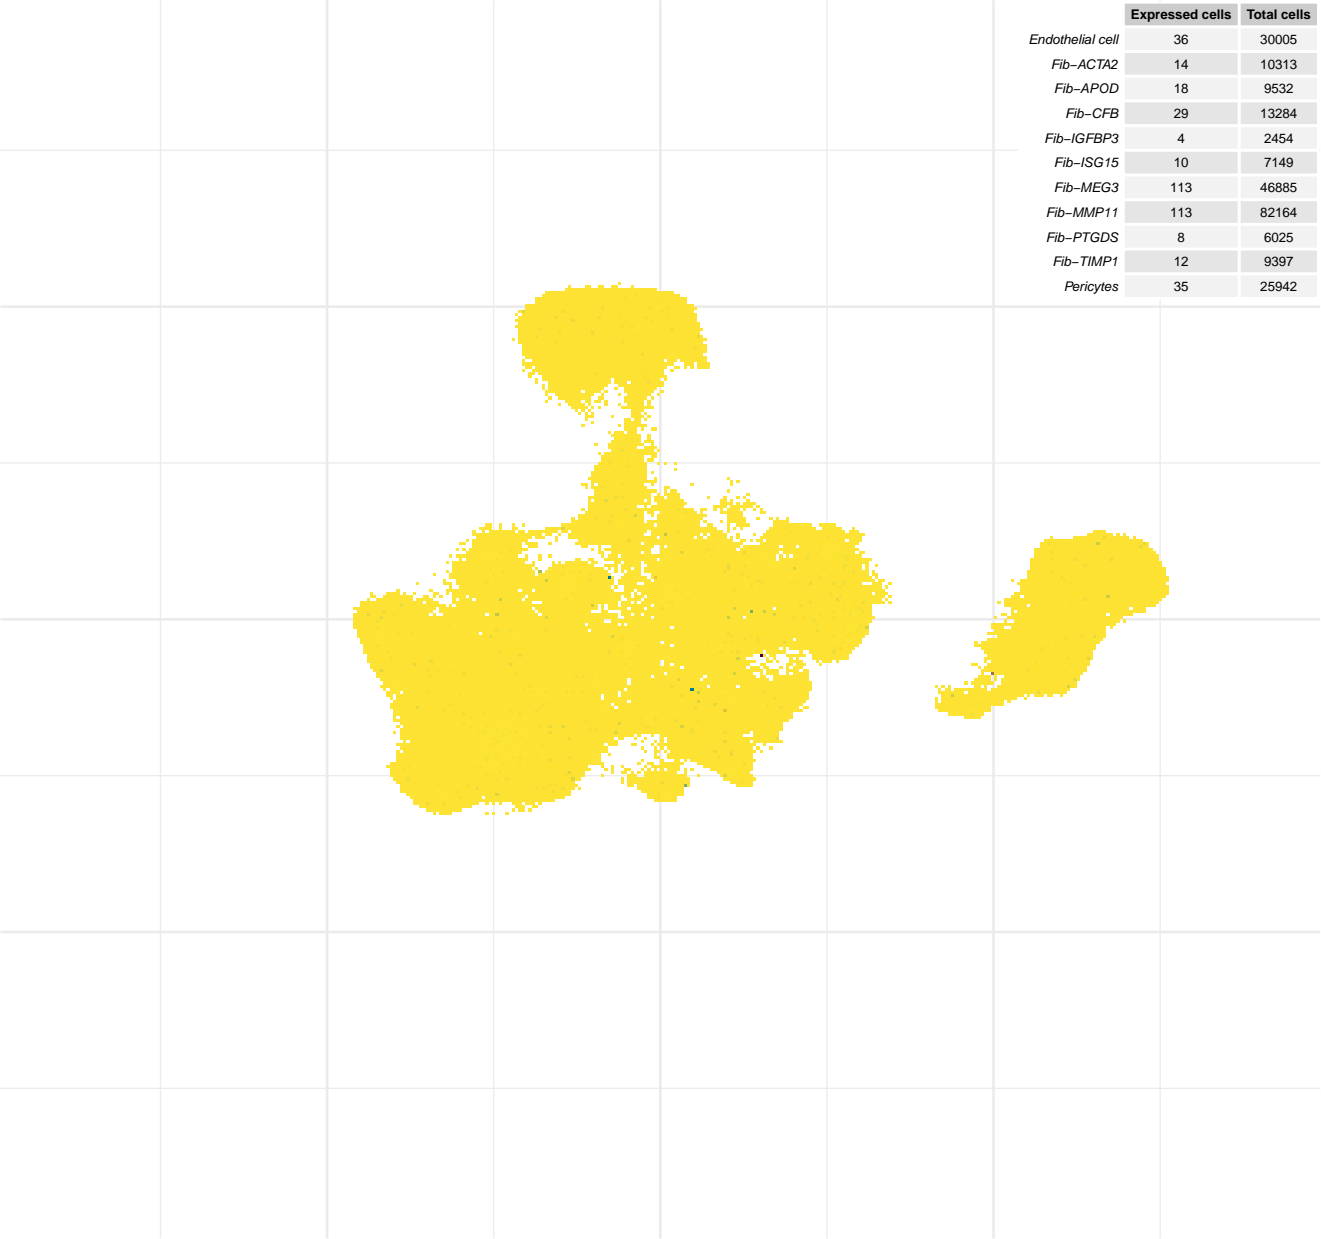 Expressed cells Total cells
Endothelial cell 36 30005
Fib−ACTA2 14 10313
Fib−APOD 18 9532
Fib−CFB 29 13284
Fib−IGFBP3 4 2454
Fib−ISG15 10 7149
Fib−MEG3 113 46885
Fib−MMP11 113 82164
Fib−PTGDS 8 6025
Fib−TIMP1 12 9397
Pericytes 35 25942